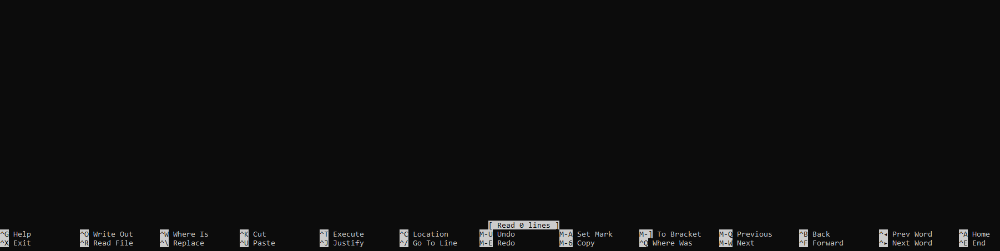 [ Read 0 lines ]
^G Help ^O Write Out ^W Where Is ^K Cut ^T Execute ^C Location M-U Undo M-A Set Mark M-] To Bracket M-Q Previous ^B Back ^◂ Prev Word ^A Home
^X Exit ^R Read File ^\ Replace ^U Paste ^J Justify ^/ Go To Line M-E Redo M-6 Copy ^Q Where Was M-W Next ^F Forward ^▸ Next Word ^E End